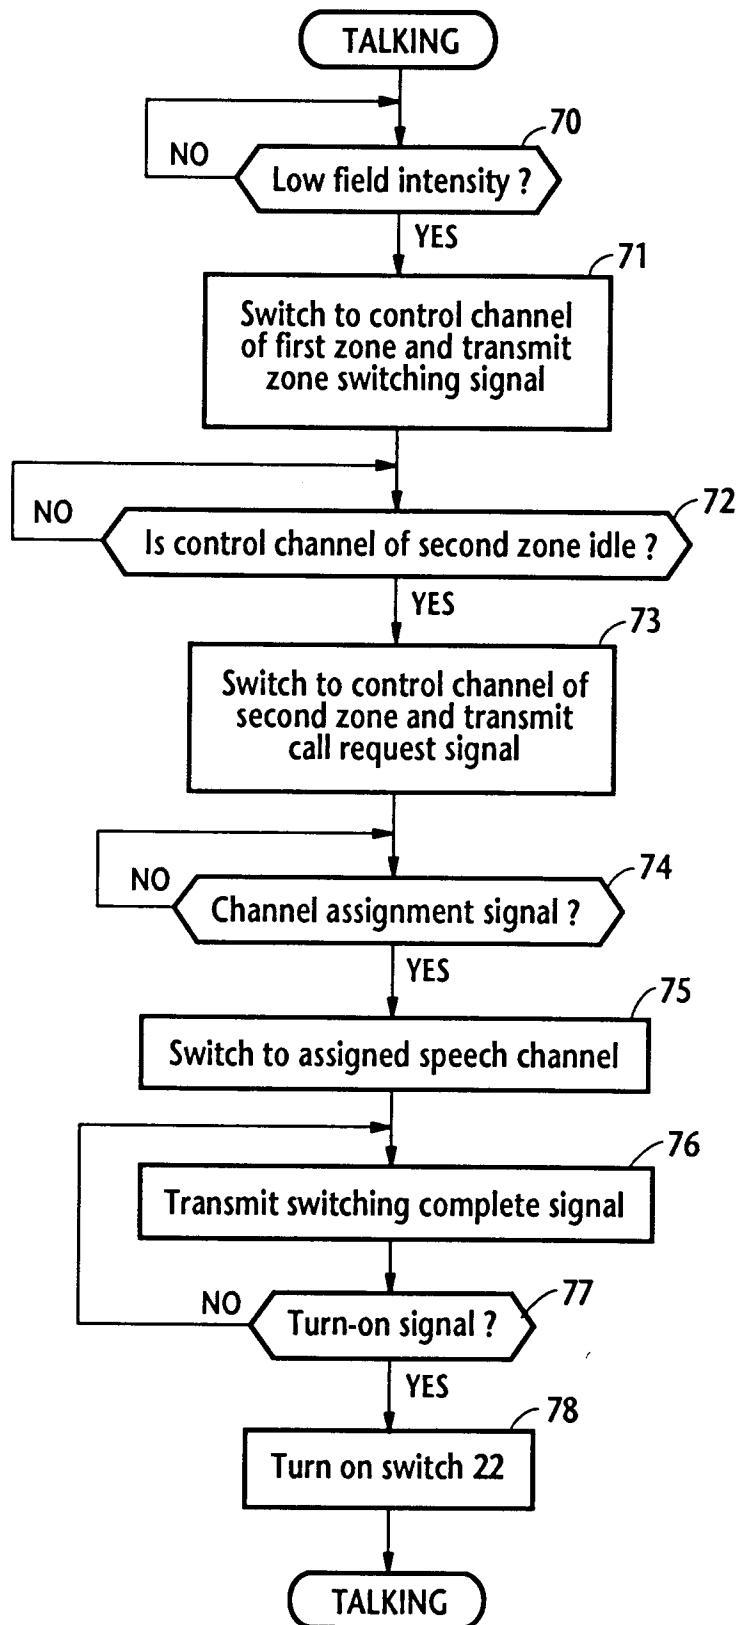 TALKING
70
NO
Low field intensity ?
YES
71
Switch to control channel
of first zone and transmit
zone switching signal
NO
72
Is control channel of second zone idle ?
YES
73
Switch to control channel of
second zone and transmit
call request signal
NO
74
Channel assignment signal ?
YES
75
Switch to assigned speech channel
76
Transmit switching complete signal
NO
77
Turn-on signal ?
YES
78
Turn on switch 22
TALKING